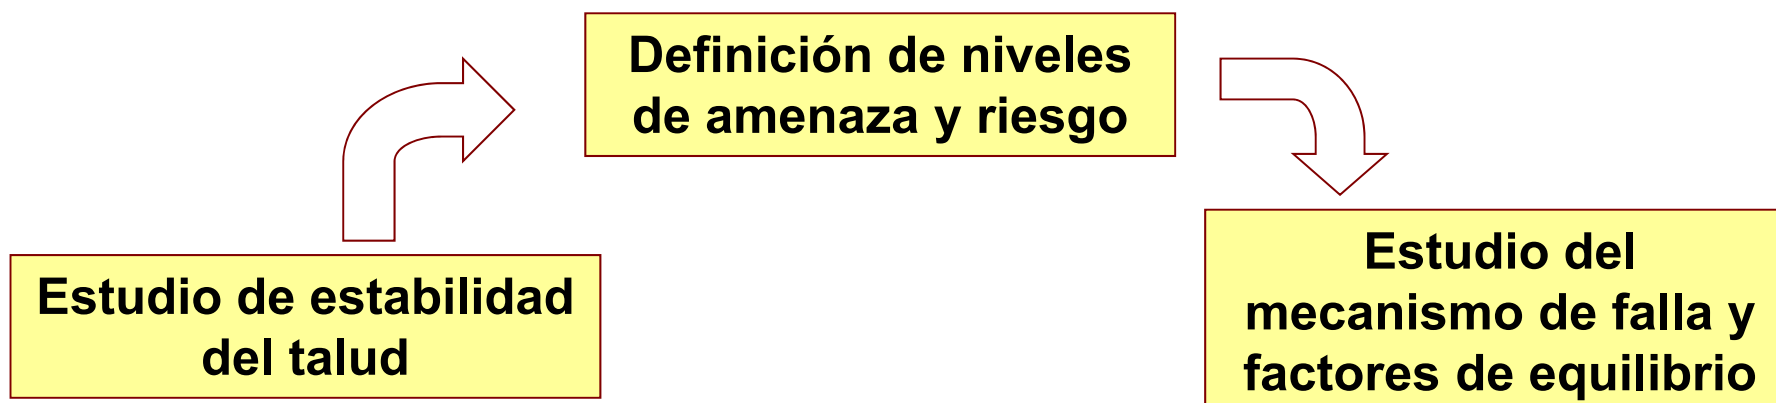 Definición de niveles
de amenaza y riesgo
Estudio de estabilidad
del talud
Estudio del
mecanismo de falla y
factores de equilibrio